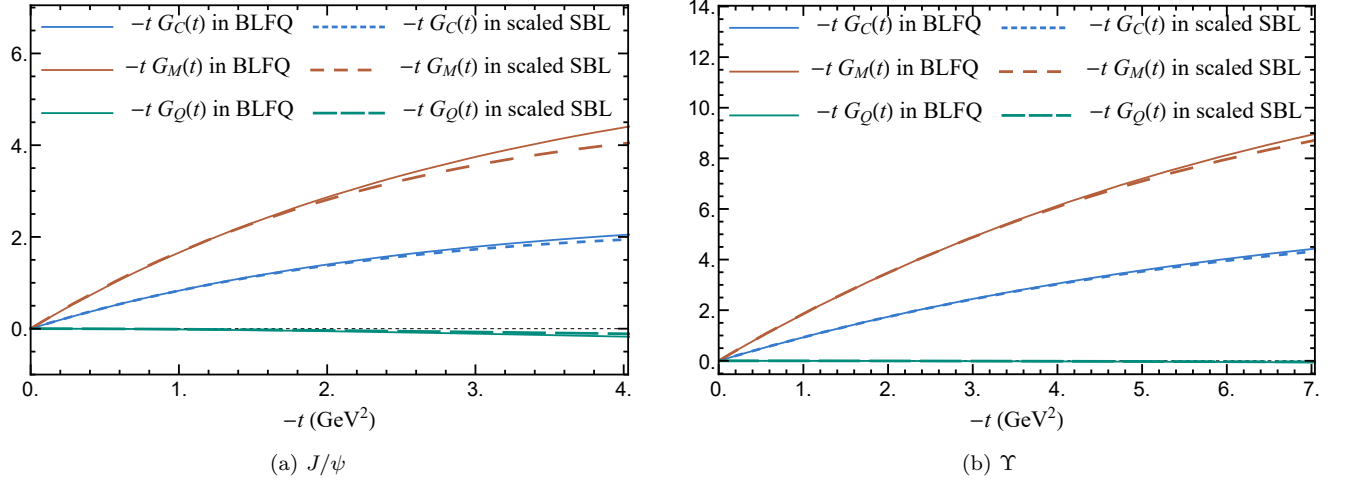 −t G_C(t) in BLFQ −t G_C(t) in scaled SBL
−t G_M(t) in BLFQ −t G_M(t) in scaled SBL
−t G_Q(t) in BLFQ −t G_Q(t) in scaled SBL
6.
4.
2.
0.
0. 1. 2. 3. 4.
−t (GeV²)
(a) J/ψ
−t G_C(t) in BLFQ −t G_C(t) in scaled SBL
−t G_M(t) in BLFQ −t G_M(t) in scaled SBL
−t G_Q(t) in BLFQ −t G_Q(t) in scaled SBL
14.
12.
10.
8.
6.
4.
2.
0.
0. 1. 2. 3. 4. 5. 6. 7.
−t (GeV²)
(b) Υ